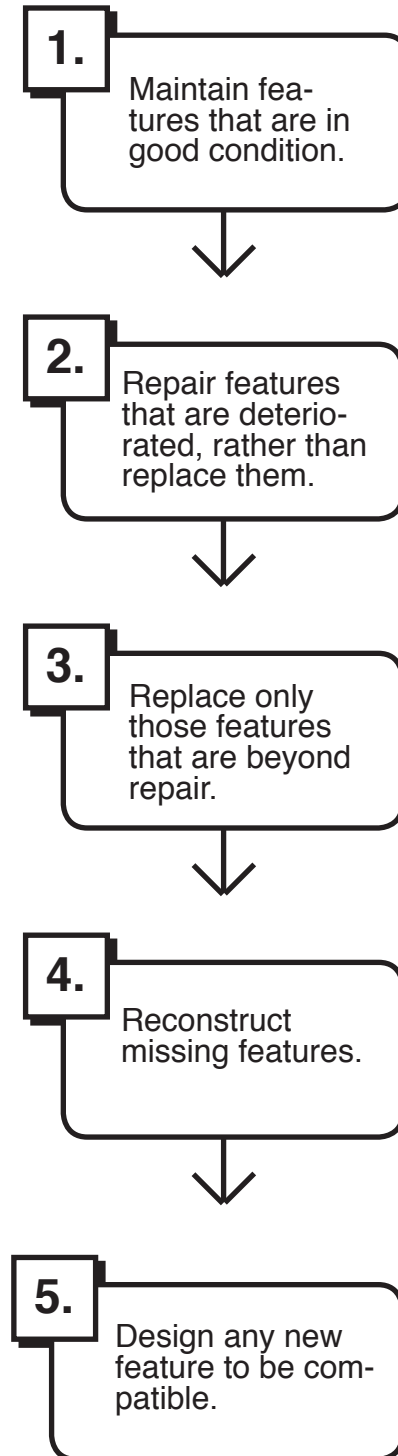 1.
Maintain fea-
tures that are in
good condition.
2.
Repair features
that are deterio-
rated, rather than
replace them.
3.
Replace only
those features
that are beyond
repair.
4.
Reconstruct
missing features.
5.
Design any new
feature to be com-
patible.